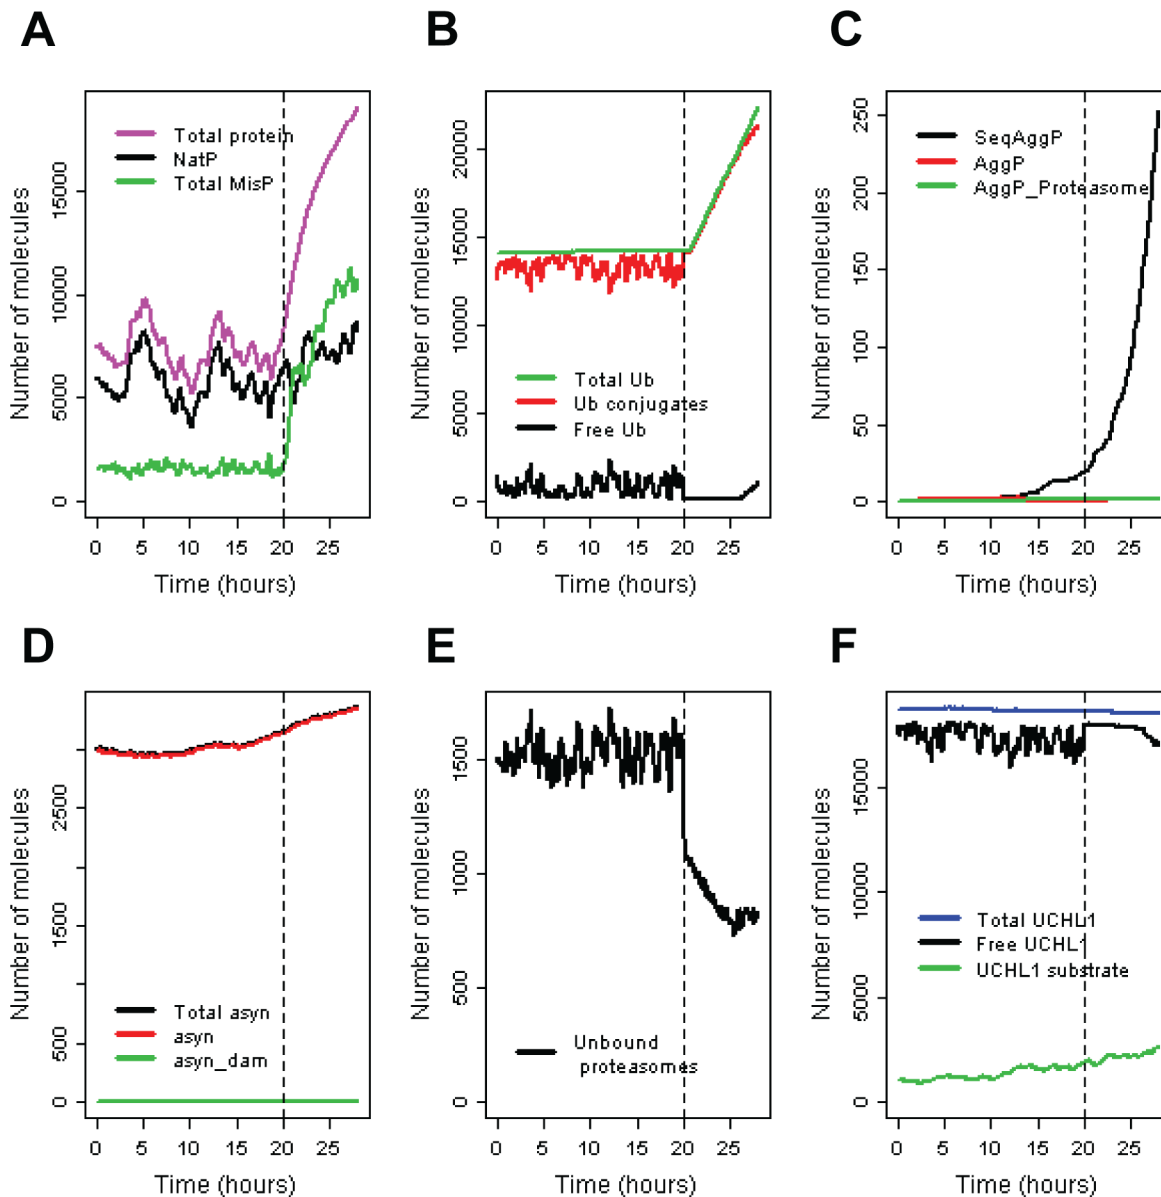 A
Number of molecules
0 50000 100000 150000
Total protein
NatP
Total MisP
0 5 10 15 20 25
Time (hours)
B
Number of molecules
0 5000 10000 15000 20000
Total Ub
Ub conjugates
Free Ub
0 5 10 15 20 25
Time (hours)
C
Number of molecules
0 50 100 150 200 250
SeqAggP
AggP
AggP_Proteasome
0 5 10 15 20 25
Time (hours)
D
Number of molecules
0 500 1500 2500
Total asyn
asyn
asyn_dam
0 5 10 15 20 25
Time (hours)
E
Number of molecules
0 500 1000 1500
Unbound
proteasomes
0 5 10 15 20 25
Time (hours)
F
Number of molecules
0 5000 10000 15000
Total UCHL1
Free UCHL1
UCHL1 substrate
0 5 10 15 20 25
Time (hours)